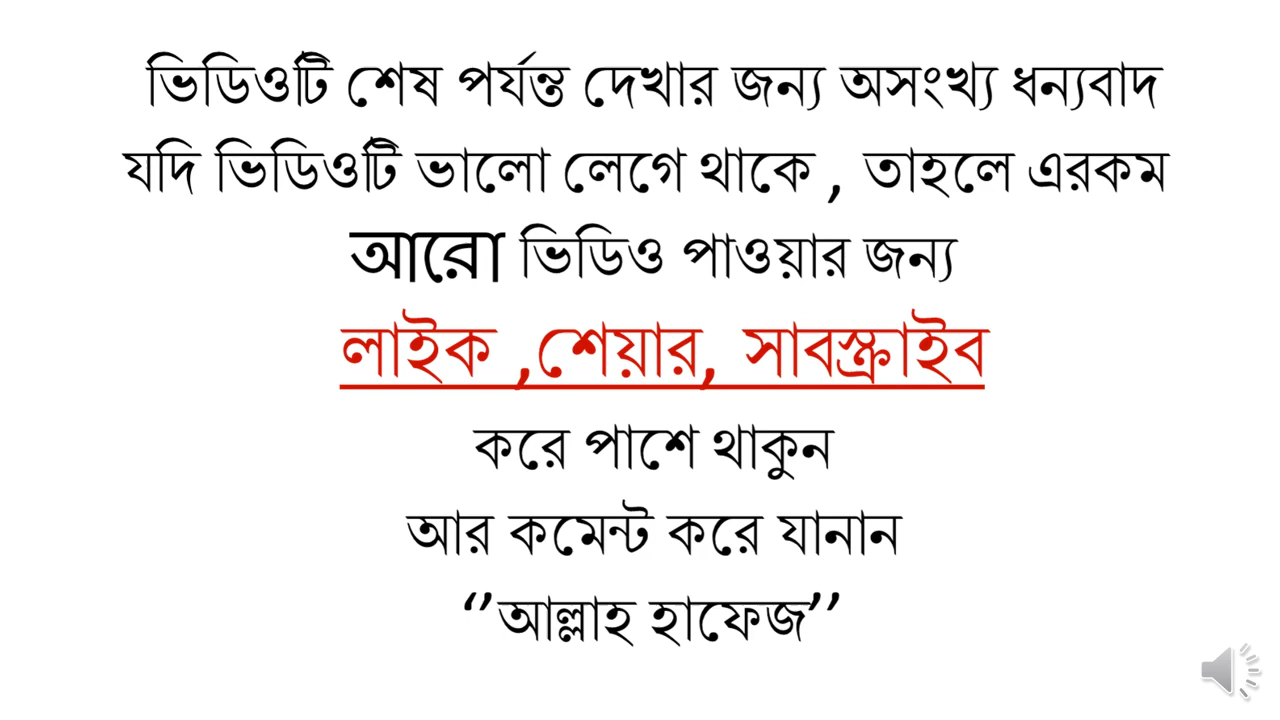 ভিডিওটি শেষ পর্যন্ত দেখার জন্য অসংখ্য ধন্যবাদ
যদি ভিডিওটি ভালো লেগে থাকে , তাহলে এরকম
আরো ভিডিও পাওয়ার জন্য
লাইক ,শেয়ার, সাবস্ক্রাইব
করে পাশে থাকুন
আর কমেন্ট করে যানান
‘’আল্লাহ হাফেজ’’